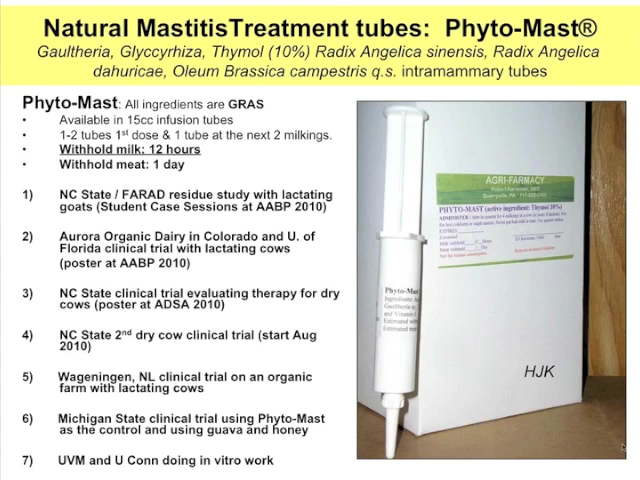 Natural MastitisTreatment tubes: Phyto-Mast®
Gaultheria, Glyccyrhiza, Thymol (10%) Radix Angelica sinensis, Radix Angelica
dahuricae, Oleum Brassica campestris q.s. intramammary tubes
Phyto-Mast: All ingredients are GRAS
• Available in 15cc infusion tubes
• 1-2 tubes 1st dose & 1 tube at the next 2 milkings.
• Withhold milk: 12 hours
• Withhold meat: 1 day
1) NC State / FARAD residue study with lactating
goats (Student Case Sessions at AABP 2010)
2) Aurora Organic Dairy in Colorado and U. of
Florida clinical trial with lactating cows
(poster at AABP 2010)
3) NC State clinical trial evaluating therapy for dry
cows (poster at ADSA 2010)
4) NC State 2nd dry cow clinical trial (start Aug
2010)
5) Wageningen, NL clinical trial on an organic
farm with lactating cows
6) Michigan State clinical trial using Phyto-Mast
as the control and using guava and honey
7) UVM and U Conn doing in vitro work
AGRI-FARMACY
PHYTO-MAST (active ingredient: Thymol 10%)
EXPIRES
Phyto-Mas
Ingredients:
Gaultheria
and Vitamin
Estimated
Estimated
HJK